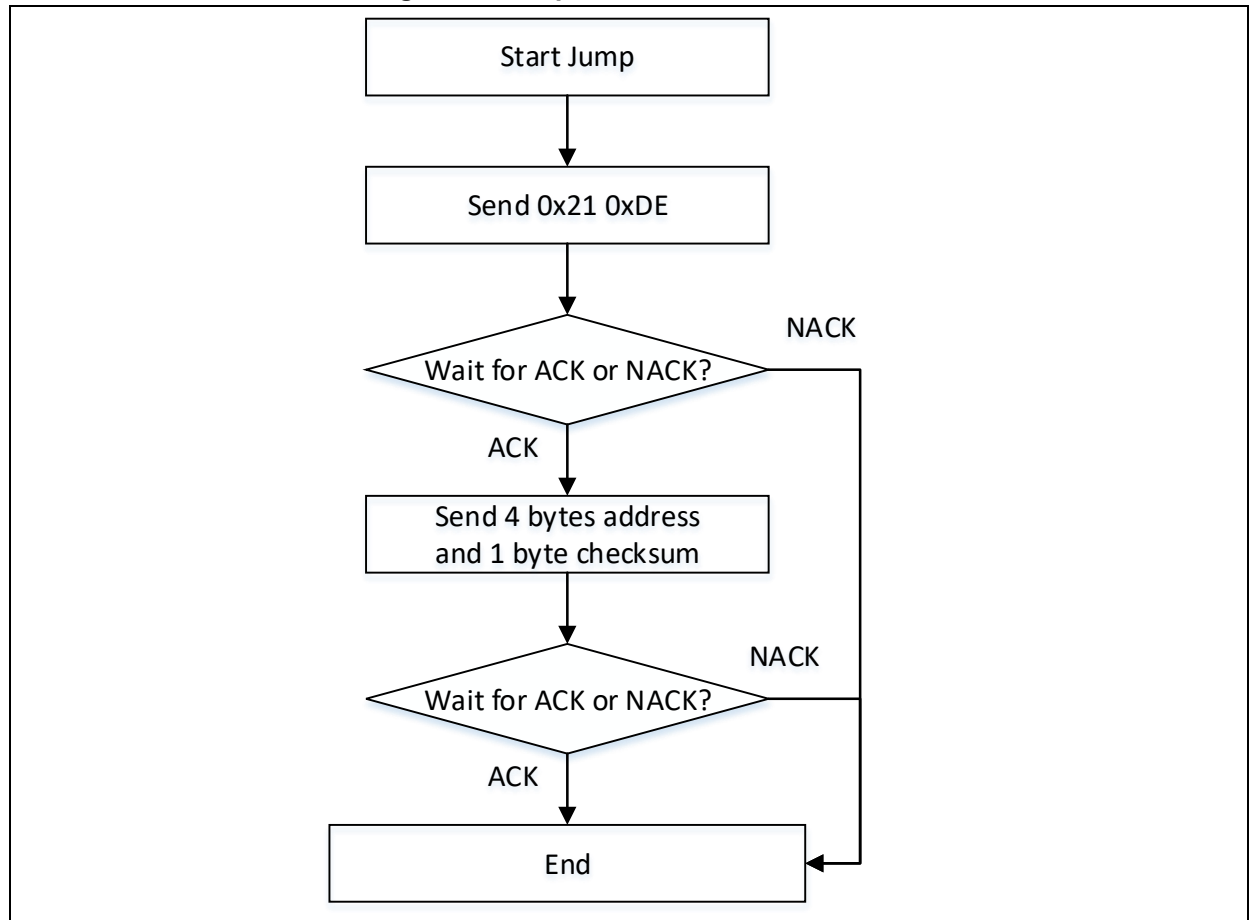 Start Jump
Send 0x21 0xDE
NACK
Wait for ACK or NACK?
ACK
Send 4 bytes address
and 1 byte checksum
NACK
Wait for ACK or NACK?
ACK
End